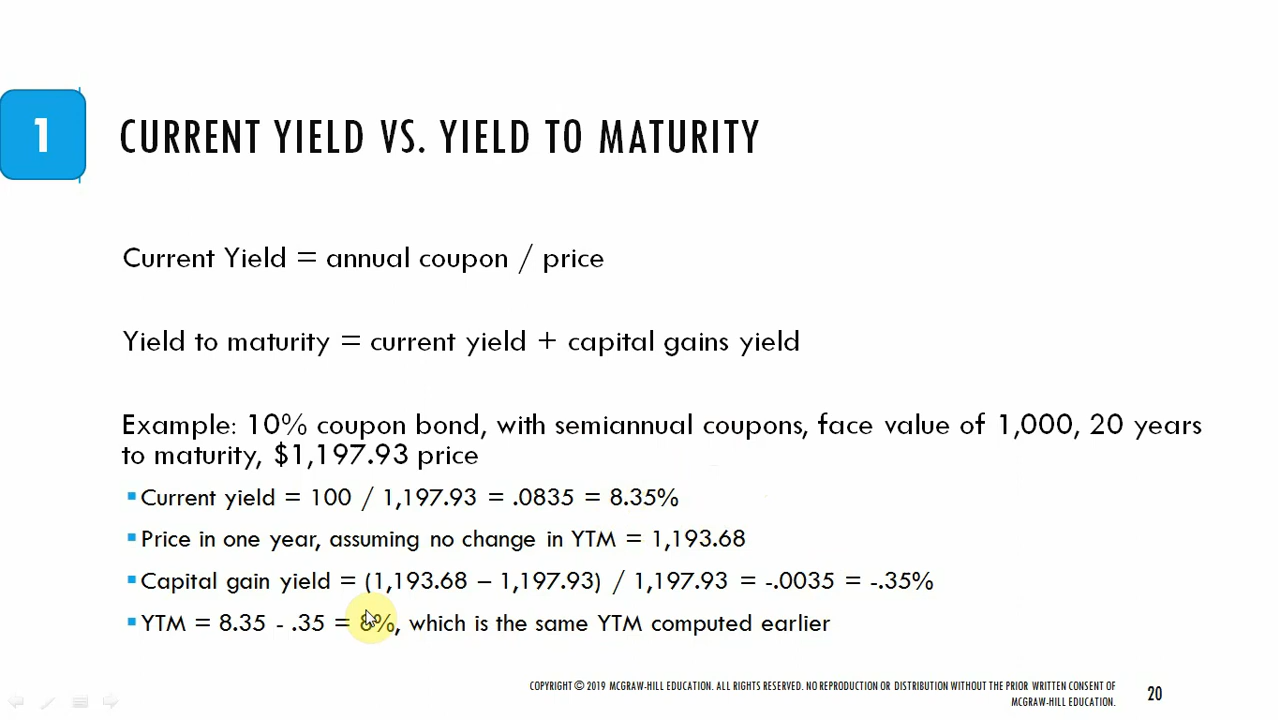 1
CURRENT YIELD VS. YIELD TO MATURITY
Current Yield = annual coupon / price
Yield to maturity = current yield + capital gains yield
Example: 10% coupon bond, with semiannual coupons, face value of 1,000, 20 years
to maturity, $1,197.93 price
▪ Current yield = 100 / 1,197.93 = .0835 = 8.35%
▪ Price in one year, assuming no change in YTM = 1,193.68
▪ Capital gain yield = (1,193.68 – 1,197.93) / 1,197.93 = -.0035 = -.35%
▪ YTM = 8.35 - .35 = 8%, which is the same YTM computed earlier
COPYRIGHT © 2019 MCGRAW-HILL EDUCATION. ALL RIGHTS RESERVED. NO REPRODUCTION OR DISTRIBUTION WITHOUT THE PRIOR WRITTEN CONSENT OF
MCGRAW-HILL EDUCATION.
20